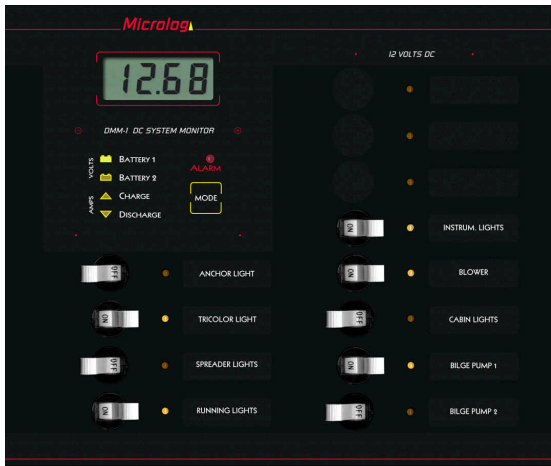 Microlog
12.68
DMM-1 DC SYSTEM MONITOR
VOLTS
BATTERY 1
BATTERY 2
AMPS
CHARGE
DISCHARGE
ALARM
MODE
12 VOLTS DC
ON
INSTRUM. LIGHTS
OFF
ANCHOR LIGHT
ON
BLOWER
ON
TRICOLOR LIGHT
OFF
CABIN LIGHTS
OFF
SPREADER LIGHTS
ON
BILGE PUMP 1
ON
RUNNING LIGHTS
OFF
BILGE PUMP 2